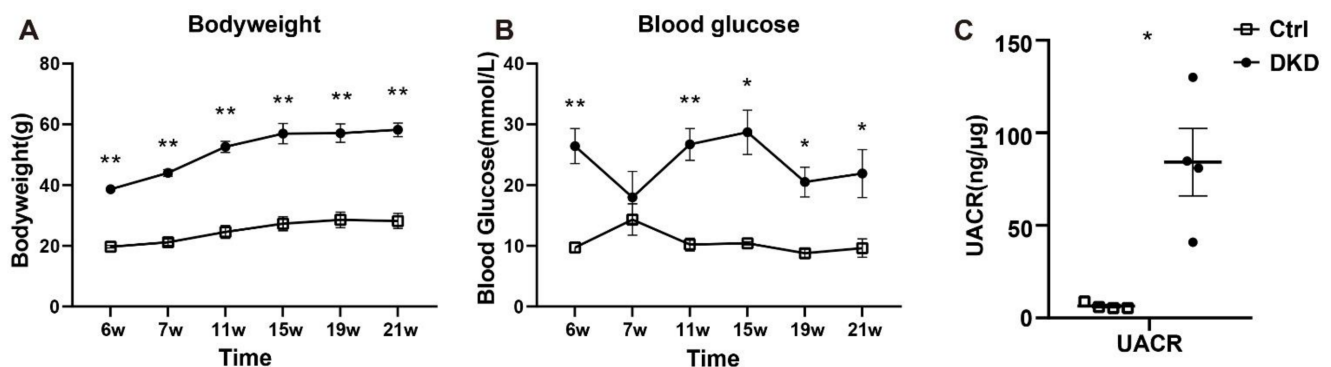 A
Bodyweight
Bodyweight(g)
80
60
40
20
0
** ** ** ** ** **
6w 7w 11w 15w 19w 21w
Time
B
Blood glucose
Blood Glucose(mmol/L)
40
30
20
10
0
** ** * * *
6w 7w 11w 15w 19w 21w
Time
C
UACR(ng/μg)
150
100
50
0
*
UACR
Ctrl
DKD